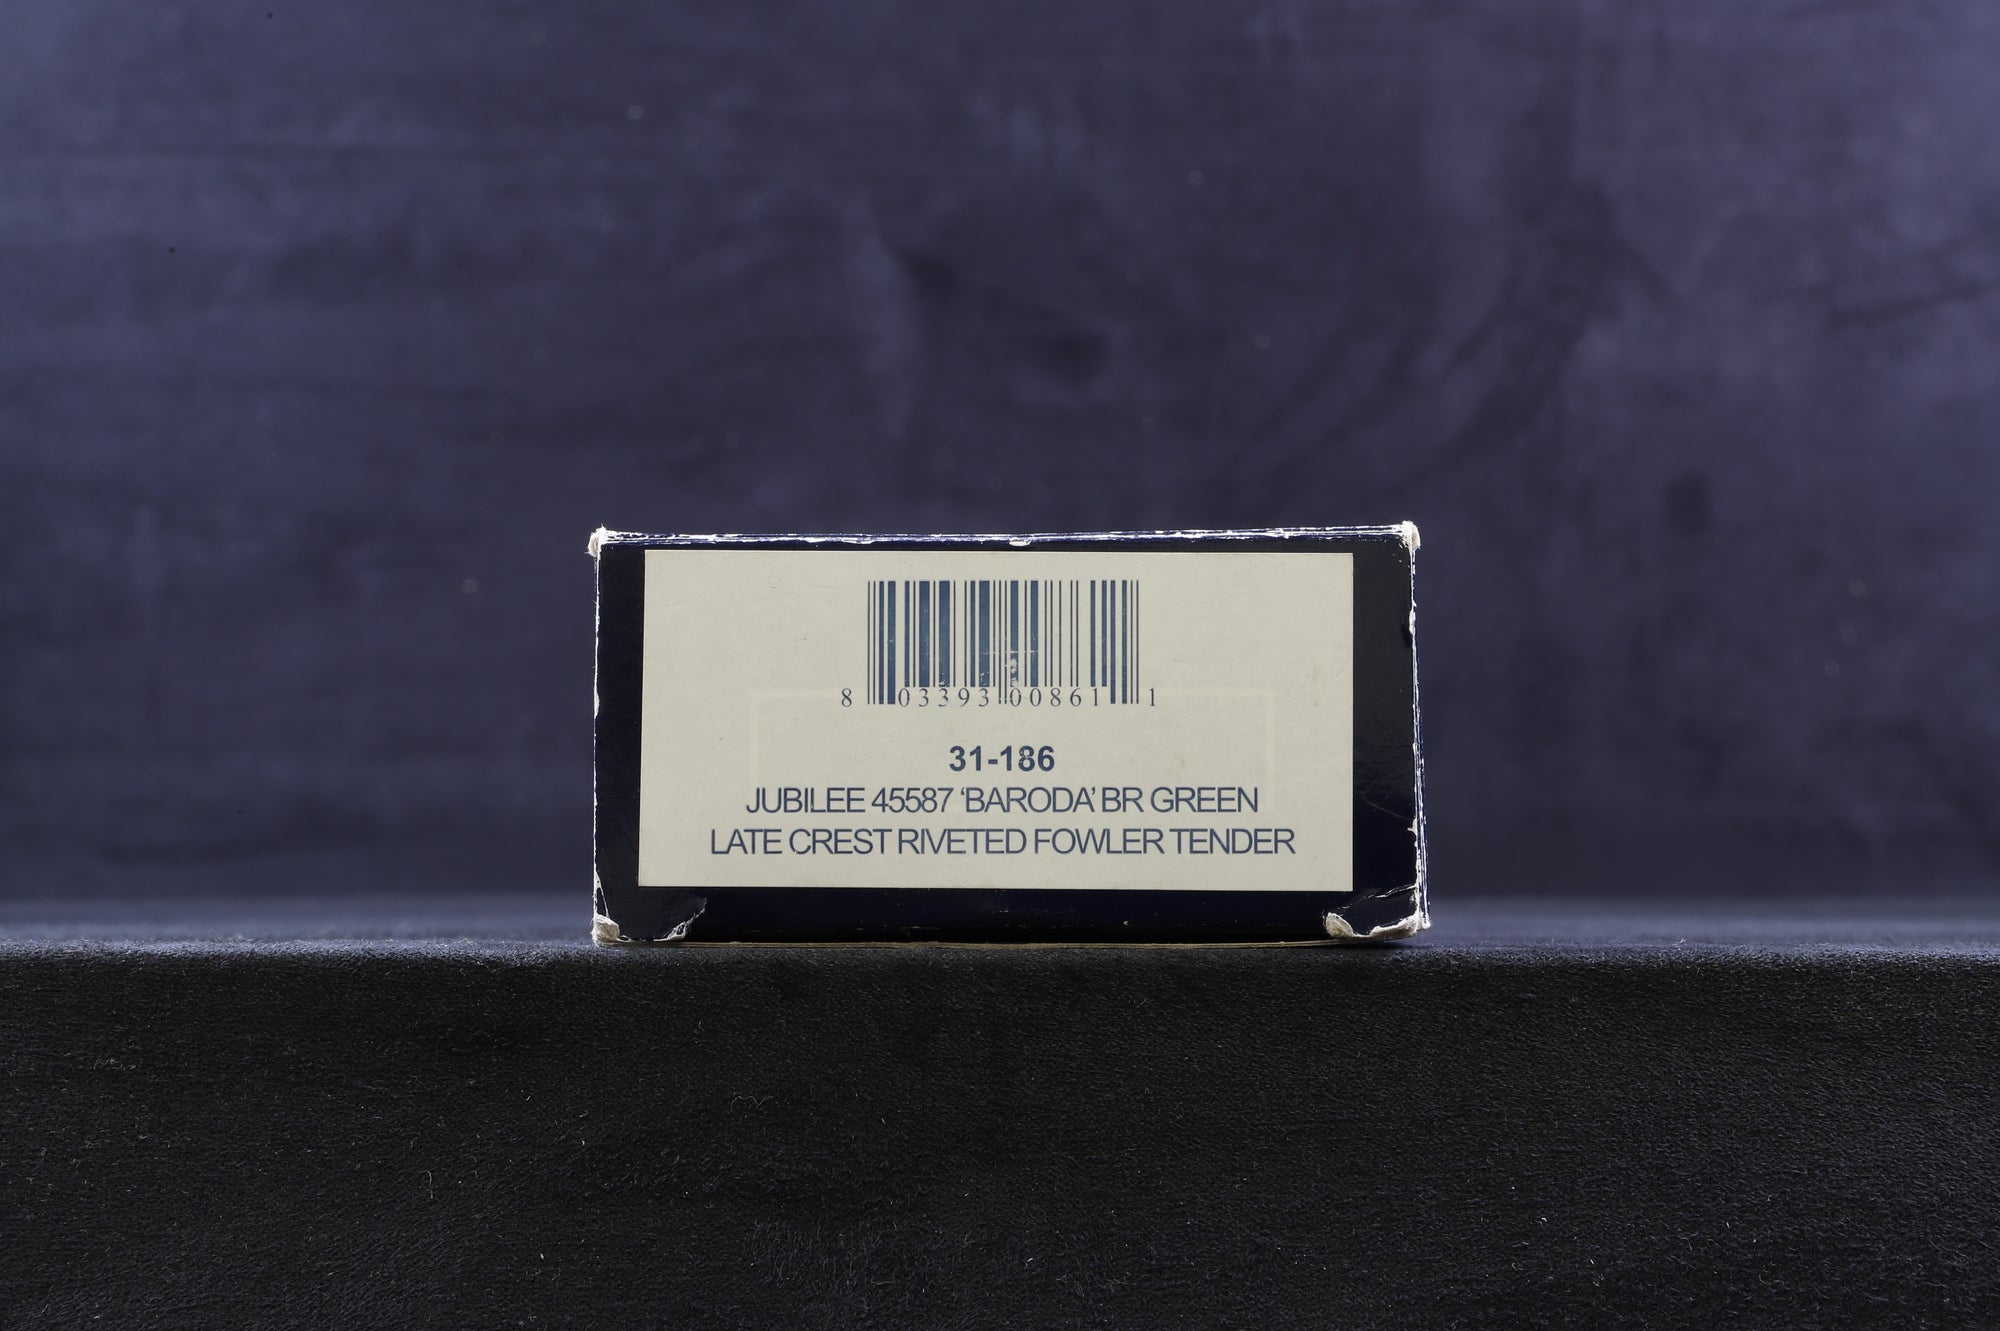 8 03393 00861 1
31-186
JUBILEE 45587 ‘BARODA’ BR GREEN
LATE CREST RIVETED FOWLER TENDER